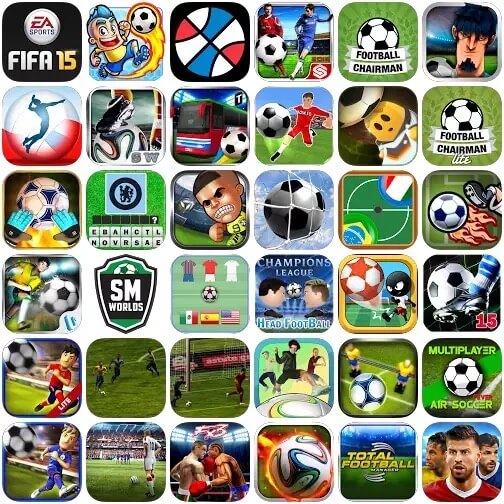 EA
SPORTS
FIFA 15
FOOTBALL
CHAIRMAN
S W
FOOTBALL
CHAIRMAN
lite
E B A H C T L
N O V R S A E
SM
WORLDS
CHAMPIONS
LEAGUE
HEAD FOOTBALL
15
LITE
MULTIPLAYER
AIR SOCCER
TOTAL
FOOTBALL
MANAGER